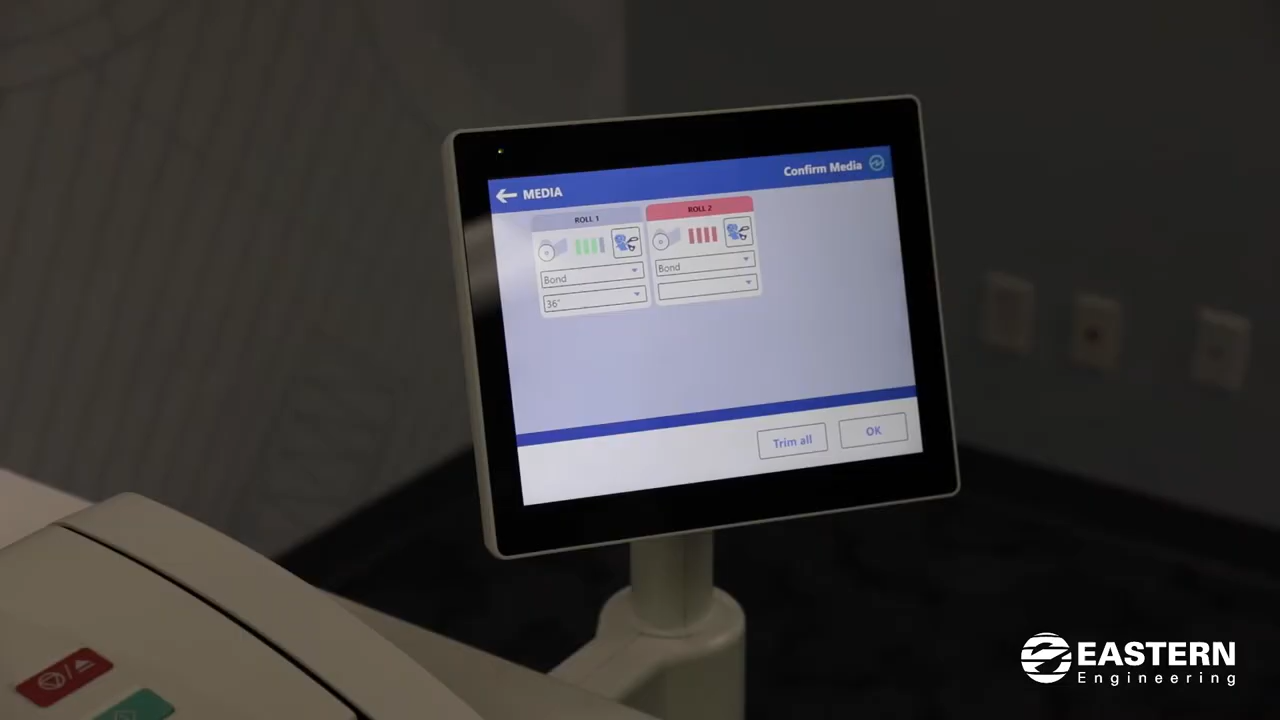 ← MEDIA
Confirm Media
ROLL 1
ROLL 2
Bond
Bond
36"
Trim all
OK
EASTERN
Engineering